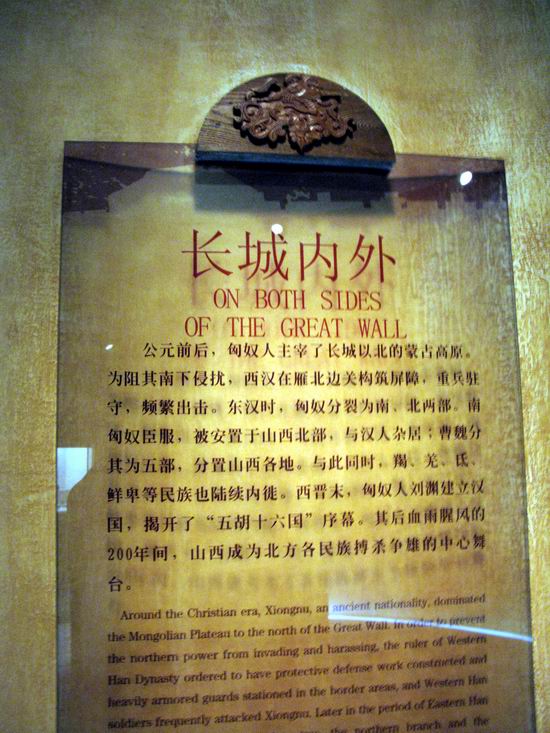 长城内外
ON BOTH SIDES
OF THE GREAT WALL
公元前后，匈奴人主宰了长城以北的蒙古高原。
为阻其南下侵扰，西汉在雁北边关构筑屏障，重兵驻
守，频繁出击。东汉时，匈奴分裂为南、北两部。南
匈奴臣服，被安置于山西北部，与汉人杂居；曹魏分
其为五部，分置山西各地。与此同时，羯、羌、氐、
鲜卑等民族也陆续内徙。西晋末，匈奴人刘渊建立汉
国，揭开了“五胡十六国”序幕。其后血雨腥风的
200年间，山西成为北方各民族搏杀争雄的中心舞
台。
Around the Christian era, Xiongnu, an ancient nationality, dominated
the Mongolian Plateau to the north of the Great Wall. In order to prevent
the northern power from invading and harassing, the ruler of Western
Han Dynasty ordered to have protective defense work constructed and
heavily armored guards stationed in the border areas, and Western Han
soldiers frequently attacked Xiongnu. Later in the period of Eastern Han
the northern branch and the